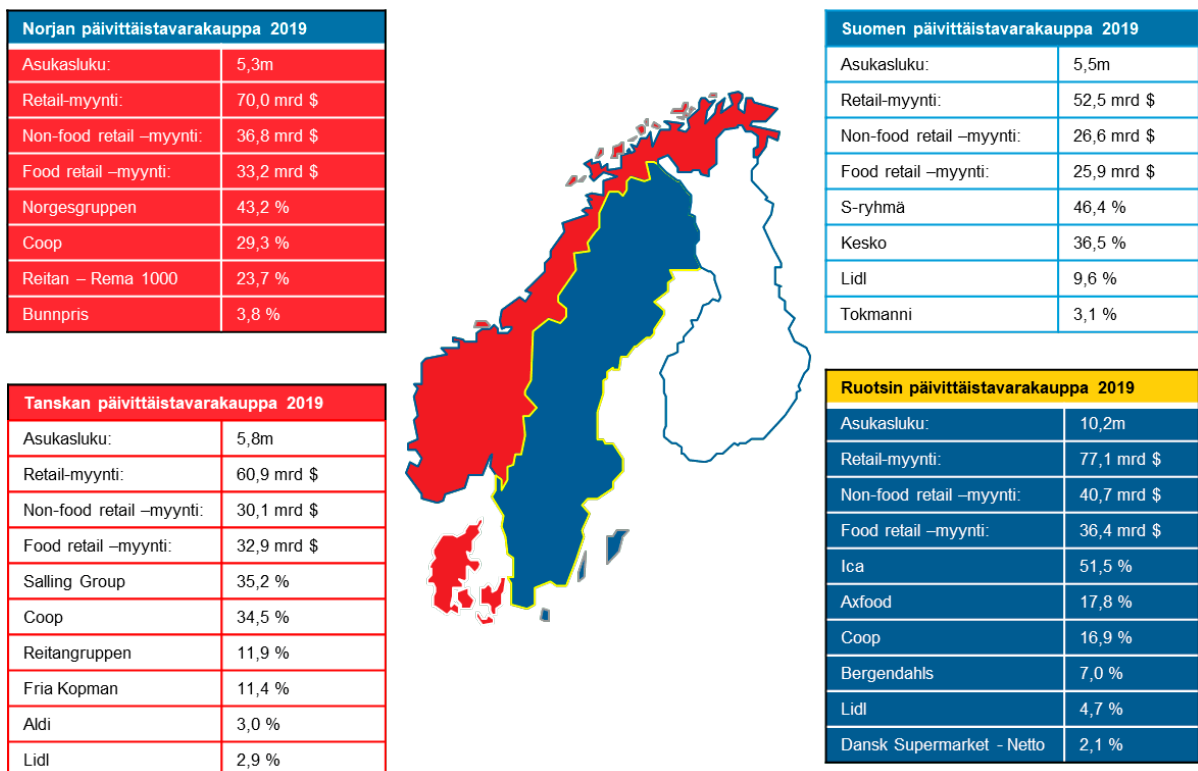 Norjan päivittäistavarakauppa 2019
Asukasluku: 5,3m
Retail-myynti: 70,0 mrd $
Non-food retail –myynti: 36,8 mrd $
Food retail –myynti: 33,2 mrd $
Norgesgruppen 43,2 %
Coop 29,3 %
Reitan – Rema 1000 23,7 %
Bunnpris 3,8 %
Suomen päivittäistavarakauppa 2019
Asukasluku: 5,5m
Retail-myynti: 52,5 mrd $
Non-food retail –myynti: 26,6 mrd $
Food retail –myynti: 25,9 mrd $
S-ryhmä 46,4 %
Kesko 36,5 %
Lidl 9,6 %
Tokmanni 3,1 %
Tanskan päivittäistavarakauppa 2019
Asukasluku: 5,8m
Retail-myynti: 60,9 mrd $
Non-food retail –myynti: 30,1 mrd $
Food retail –myynti: 32,9 mrd $
Salling Group 35,2 %
Coop 34,5 %
Reitangruppen 11,9 %
Fria Kopman 11,4 %
Aldi 3,0 %
Lidl 2,9 %
Ruotsin päivittäistavarakauppa 2019
Asukasluku: 10,2m
Retail-myynti: 77,1 mrd $
Non-food retail –myynti: 40,7 mrd $
Food retail –myynti: 36,4 mrd $
Ica 51,5 %
Axfood 17,8 %
Coop 16,9 %
Bergendahls 7,0 %
Lidl 4,7 %
Dansk Supermarket - Netto 2,1 %